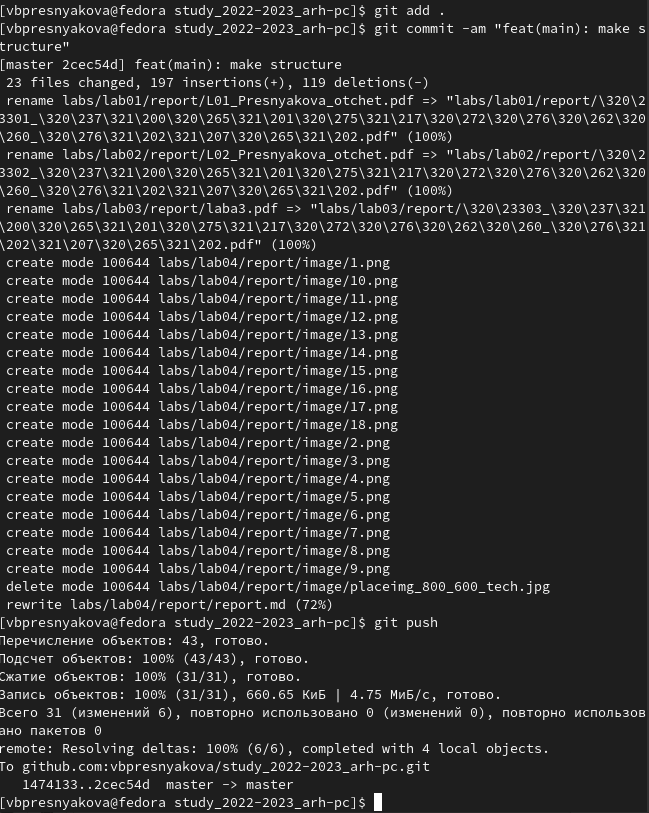 [vbpresnyakova@fedora study_2022-2023_arh-pc]$ git add .
[vbpresnyakova@fedora study_2022-2023_arh-pc]$ git commit -am "feat(main): make s
tructure"
[master 2cec54d] feat(main): make structure
 23 files changed, 197 insertions(+), 119 deletions(-)
 rename labs/lab01/report/L01_Presnyakova_otchet.pdf => "labs/lab01/report/\320\2
3301_\320\237\321\200\320\265\321\201\320\275\321\217\320\272\320\276\320\262\320
\260_\320\276\321\202\321\207\320\265\321\202.pdf" (100%)
 rename labs/lab02/report/L02_Presnyakova_otchet.pdf => "labs/lab02/report/\320\2
3302_\320\237\321\200\320\265\321\201\320\275\321\217\320\272\320\276\320\262\320
\260_\320\276\321\202\321\207\320\265\321\202.pdf" (100%)
 rename labs/lab03/report/laba3.pdf => "labs/lab03/report/\320\23303_\320\237\321
\200\320\265\321\201\320\275\321\217\320\272\320\276\320\262\320\260_\320\276\321
\202\321\207\320\265\321\202.pdf" (100%)
 create mode 100644 labs/lab04/report/image/1.png
 create mode 100644 labs/lab04/report/image/10.png
 create mode 100644 labs/lab04/report/image/11.png
 create mode 100644 labs/lab04/report/image/12.png
 create mode 100644 labs/lab04/report/image/13.png
 create mode 100644 labs/lab04/report/image/14.png
 create mode 100644 labs/lab04/report/image/15.png
 create mode 100644 labs/lab04/report/image/16.png
 create mode 100644 labs/lab04/report/image/17.png
 create mode 100644 labs/lab04/report/image/18.png
 create mode 100644 labs/lab04/report/image/2.png
 create mode 100644 labs/lab04/report/image/3.png
 create mode 100644 labs/lab04/report/image/4.png
 create mode 100644 labs/lab04/report/image/5.png
 create mode 100644 labs/lab04/report/image/6.png
 create mode 100644 labs/lab04/report/image/7.png
 create mode 100644 labs/lab04/report/image/8.png
 create mode 100644 labs/lab04/report/image/9.png
 delete mode 100644 labs/lab04/report/image/placeimg_800_600_tech.jpg
 rewrite labs/lab04/report/report.md (72%)
[vbpresnyakova@fedora study_2022-2023_arh-pc]$ git push
Перечисление объектов: 43, готово.
Подсчет объектов: 100% (43/43), готово.
Сжатие объектов: 100% (31/31), готово.
Запись объектов: 100% (31/31), 660.65 КиБ | 4.75 МиБ/с, готово.
Всего 31 (изменений 6), повторно использовано 0 (изменений 0), повторно использов
ано пакетов 0
remote: Resolving deltas: 100% (6/6), completed with 4 local objects.
To github.com:vbpresnyakova/study_2022-2023_arh-pc.git
   1474133..2cec54d  master -> master
[vbpresnyakova@fedora study_2022-2023_arh-pc]$